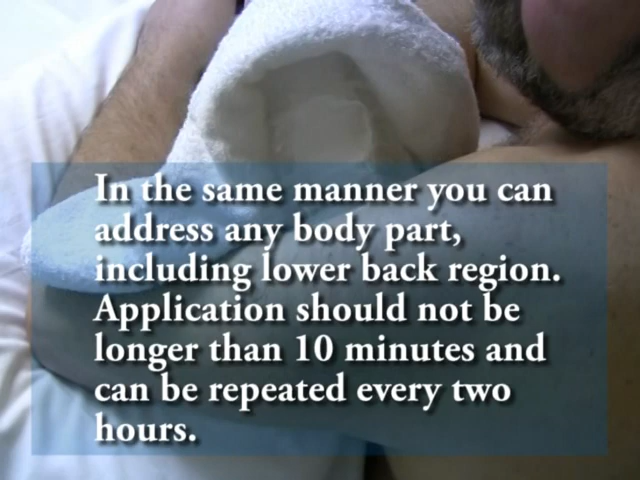 In the same manner you can
address any body part,
including lower back region.
Application should not be
longer than 10 minutes and
can be repeated every two
hours.